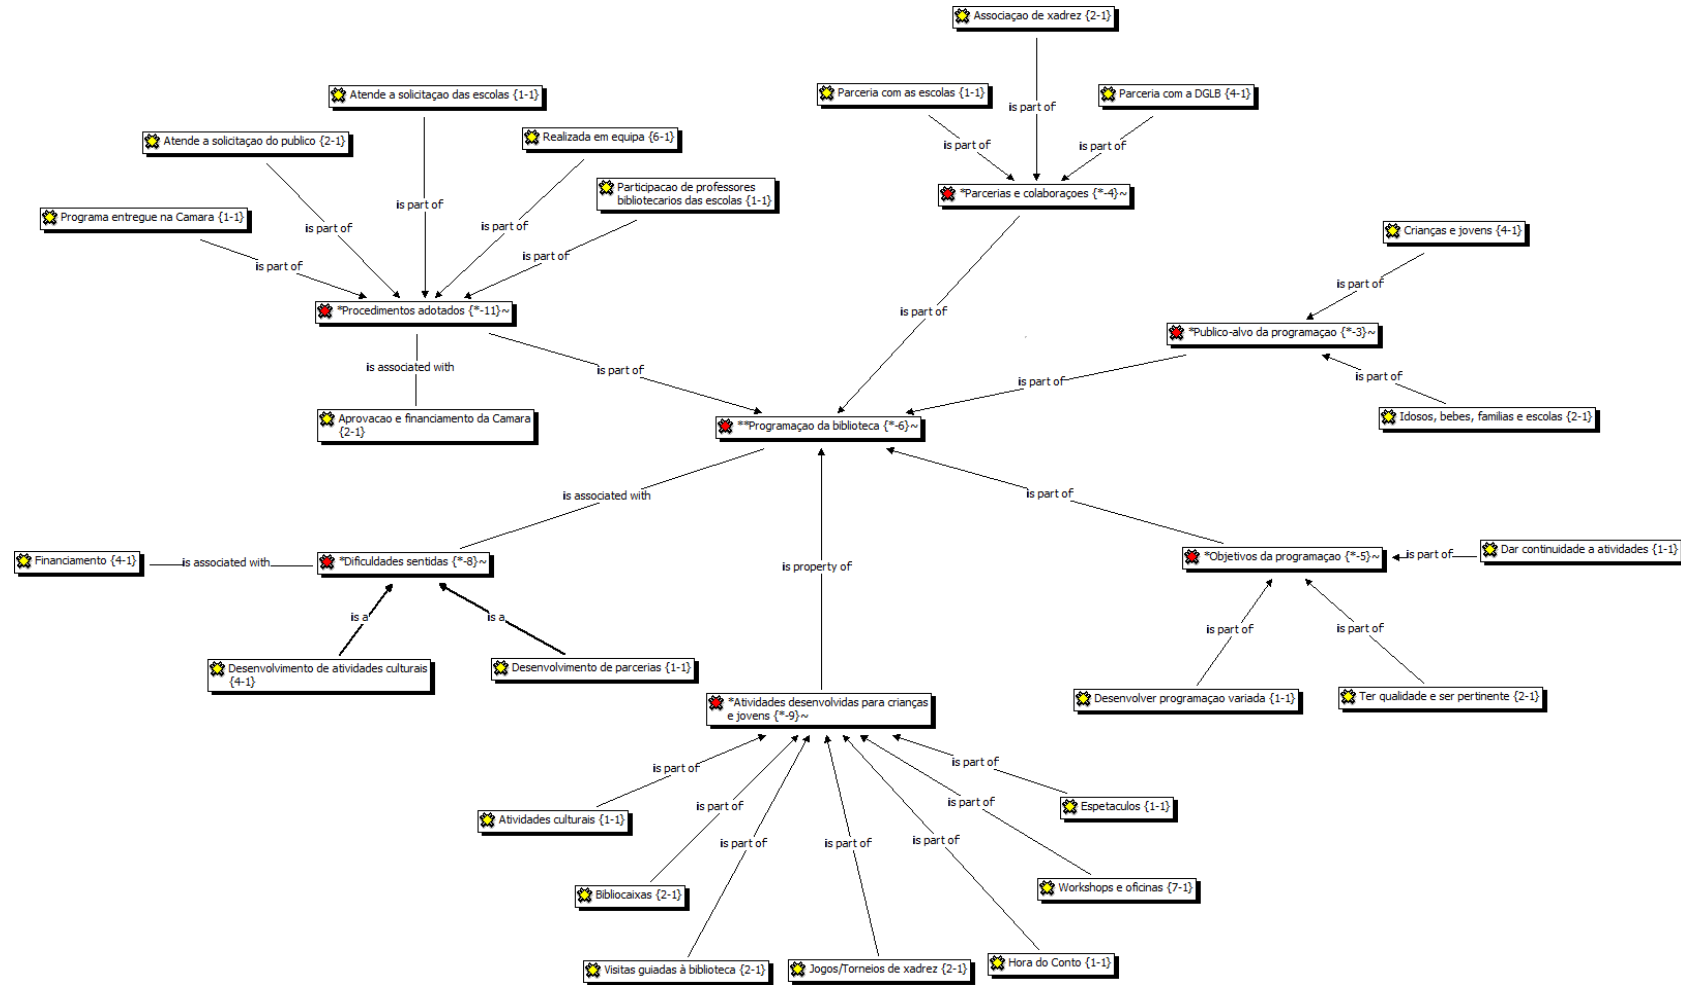 Associaçao de xadrez {2-1}
Atende a solicitaçao das escolas {1-1}
Parceria com as escolas {1-1}
Parceria com a DGLB {4-1}
is part of
Atende a solicitaçao do publico {2-1}
Realizada em equipa {6-1}
is part of
is part of
Participacao de professores
bibliotecarios das escolas {1-1}
*Parcerias e colaboraçoes {*-4}~
is part of
Programa entregue na Camara {1-1}
is part of
is part of
Crianças e jovens {4-1}
is part of
is part of
is part of
*Procedimentos adotados {*-11}~
is part of
*Publico-alvo da programaçao {*-3}~
is associated with
is part of
is part of
is part of
Aprovacao e financiamento da Camara
{2-1}
**Programaçao da biblioteca {*-6}~
Idosos, bebes, familias e escolas {2-1}
is associated with
is part of
Financiamento {4-1}
is associated with
*Dificuldades sentidas {*-8}~
is property of
*Objetivos da programaçao {*-5}~
is part of
Dar continuidade a atividades {1-1}
is a
is a
is part of
is part of
Desenvolvimento de atividades culturais
{4-1}
Desenvolvimento de parcerias {1-1}
Desenvolver programaçao variada {1-1}
Ter qualidade e ser pertinente {2-1}
*Atividades desenvolvidas para crianças
e jovens {*-9}~
is part of
is part of
is part of
is part of
Atividades culturais {1-1}
Espetaculos {1-1}
is part of
is part of
is part of
Bibliocaixas {2-1}
Workshops e oficinas {7-1}
Visitas guiadas à biblioteca {2-1}
Jogos/Torneios de xadrez {2-1}
Hora do Conto {1-1}